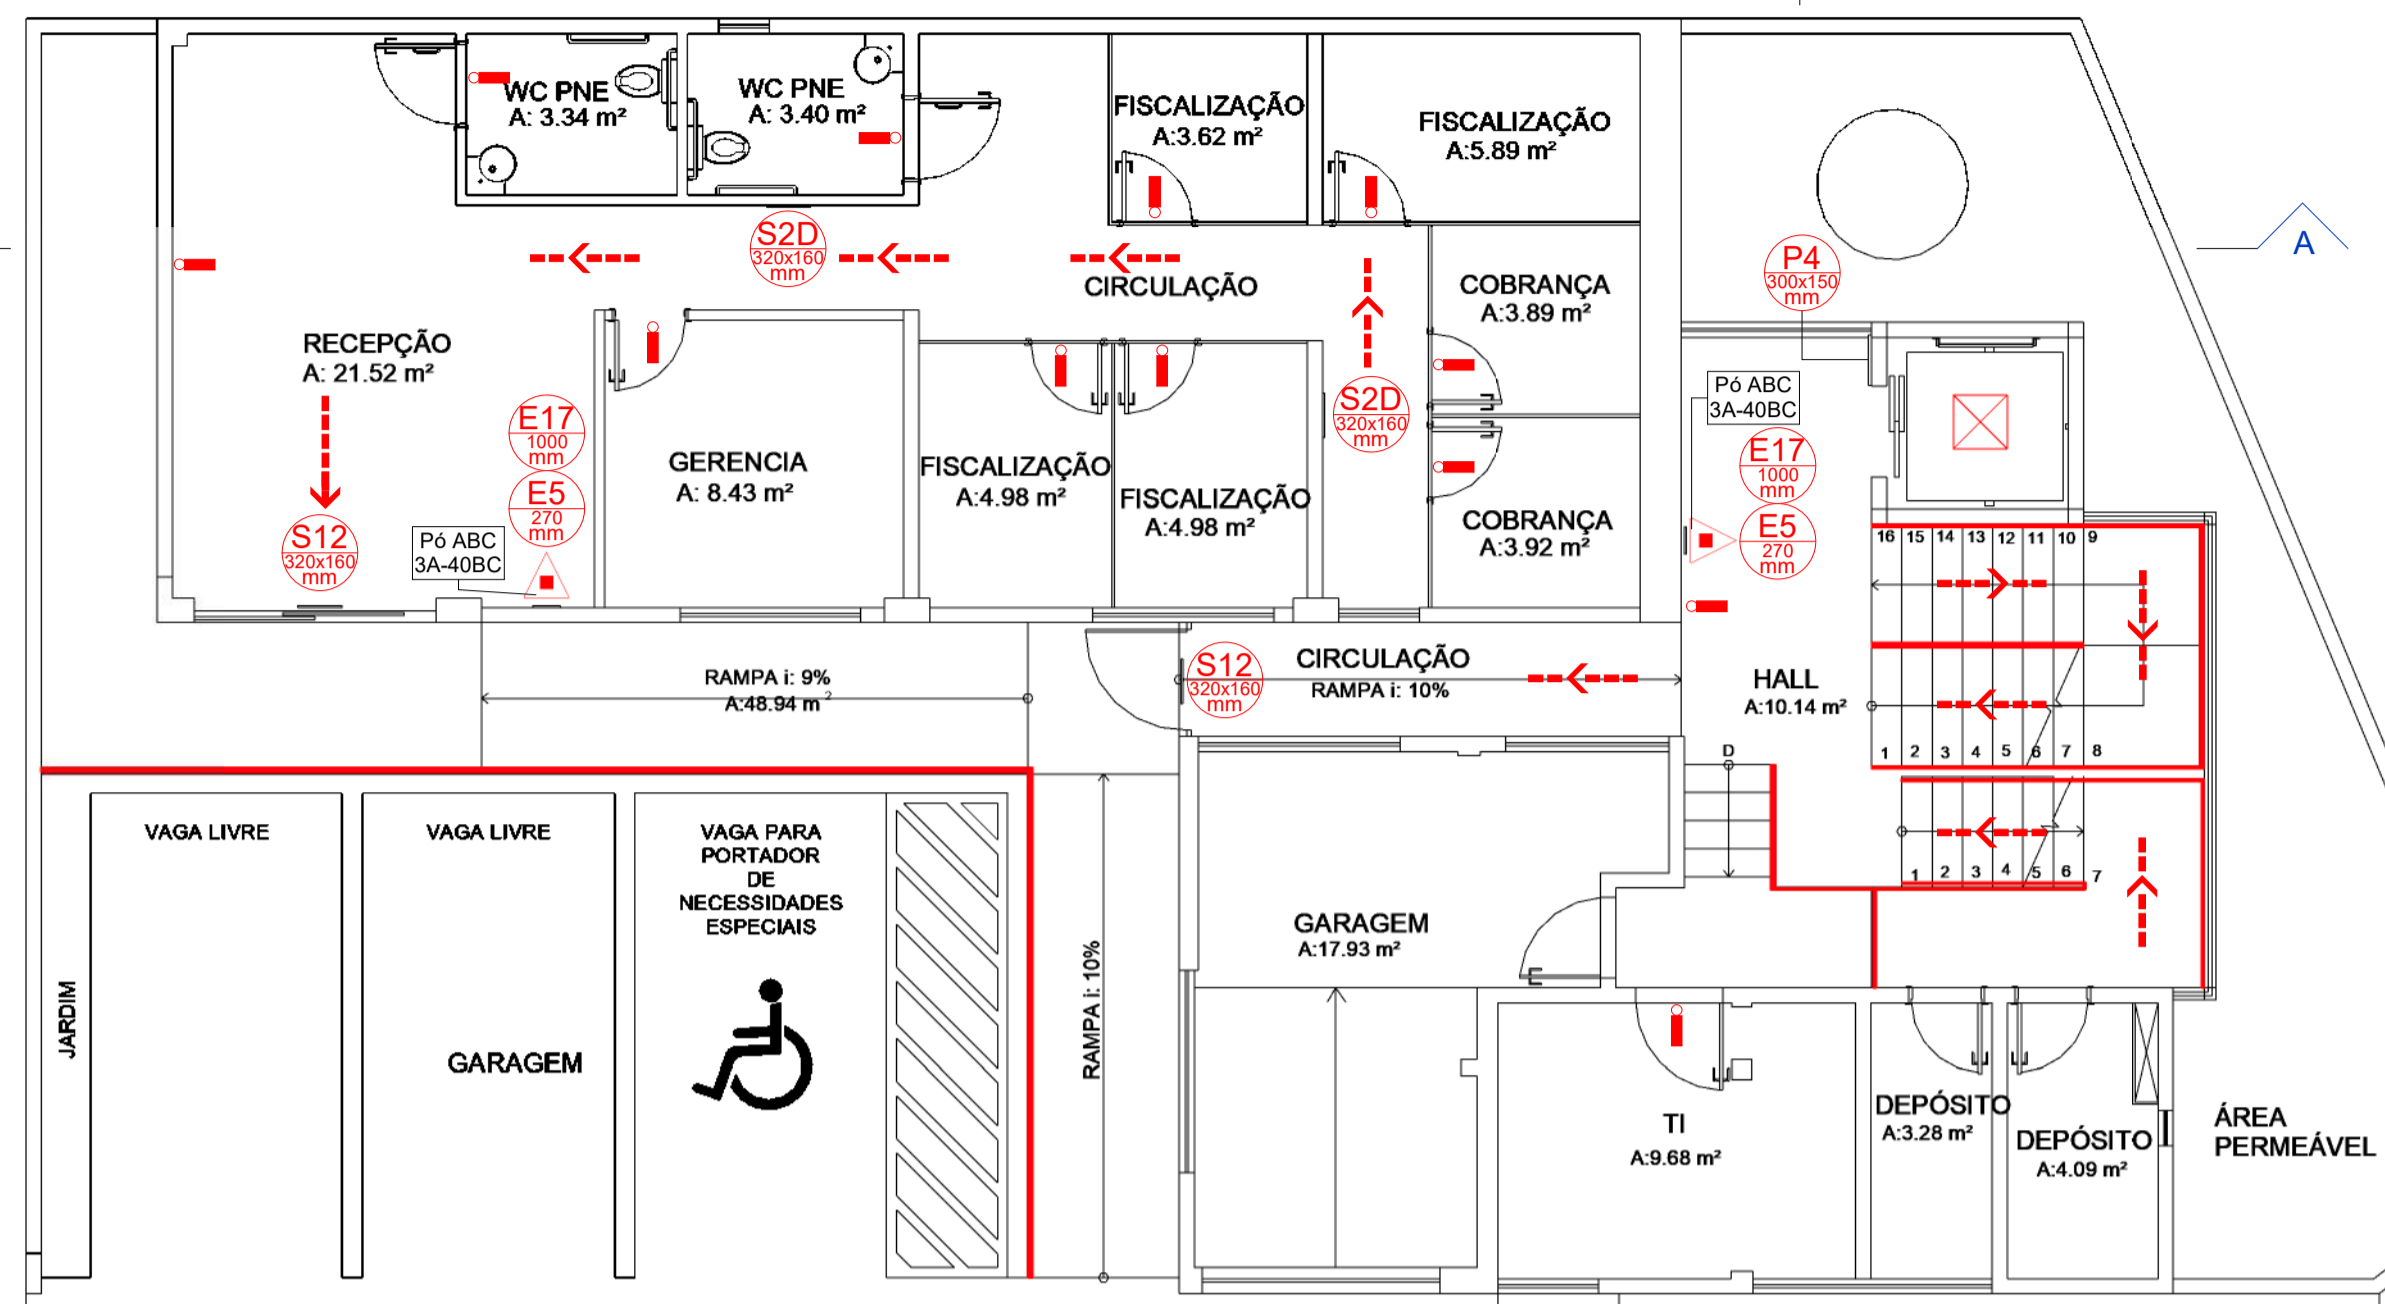 WC PNE
A: 3.34 m²
WC PNE
A: 3.40 m²
FISCALIZAÇÃO
A:3.62 m²
FISCALIZAÇÃO
A:5.89 m²
S2D
320x160
mm
CIRCULAÇÃO
COBRANÇA
A:3.89 m²
P4
300x150
mm
A
RECEPÇÃO
A: 21.52 m²
E17
1000
mm
E5
270
mm
S12
320x160
mm
Pó ABC
3A-40BC
GERENCIA
A: 8.43 m²
FISCALIZAÇÃO
A:4.98 m²
FISCALIZAÇÃO
A:4.98 m²
S2D
320x160
mm
COBRANÇA
A:3.92 m²
Pó ABC
3A-40BC
E17
1000
mm
E5
270
mm
16 15 14 13 12 11 10 9
RAMPA i: 9%
A:48.94 m²
S12
320x160
mm
CIRCULAÇÃO
RAMPA i: 10%
HALL
A:10.14 m²
1 2 3 4 5 6 7 8
D
1 2 3 4 5 6 7
VAGA LIVRE
VAGA LIVRE
VAGA PARA
PORTADOR
DE
NECESSIDADES
ESPECIAIS
JARDIM
GARAGEM
RAMPA i: 10%
GARAGEM
A:17.93 m²
TI
A:9.68 m²
DEPÓSITO
A:3.28 m²
DEPÓSITO
A:4.09 m²
ÁREA
PERMEÁVEL